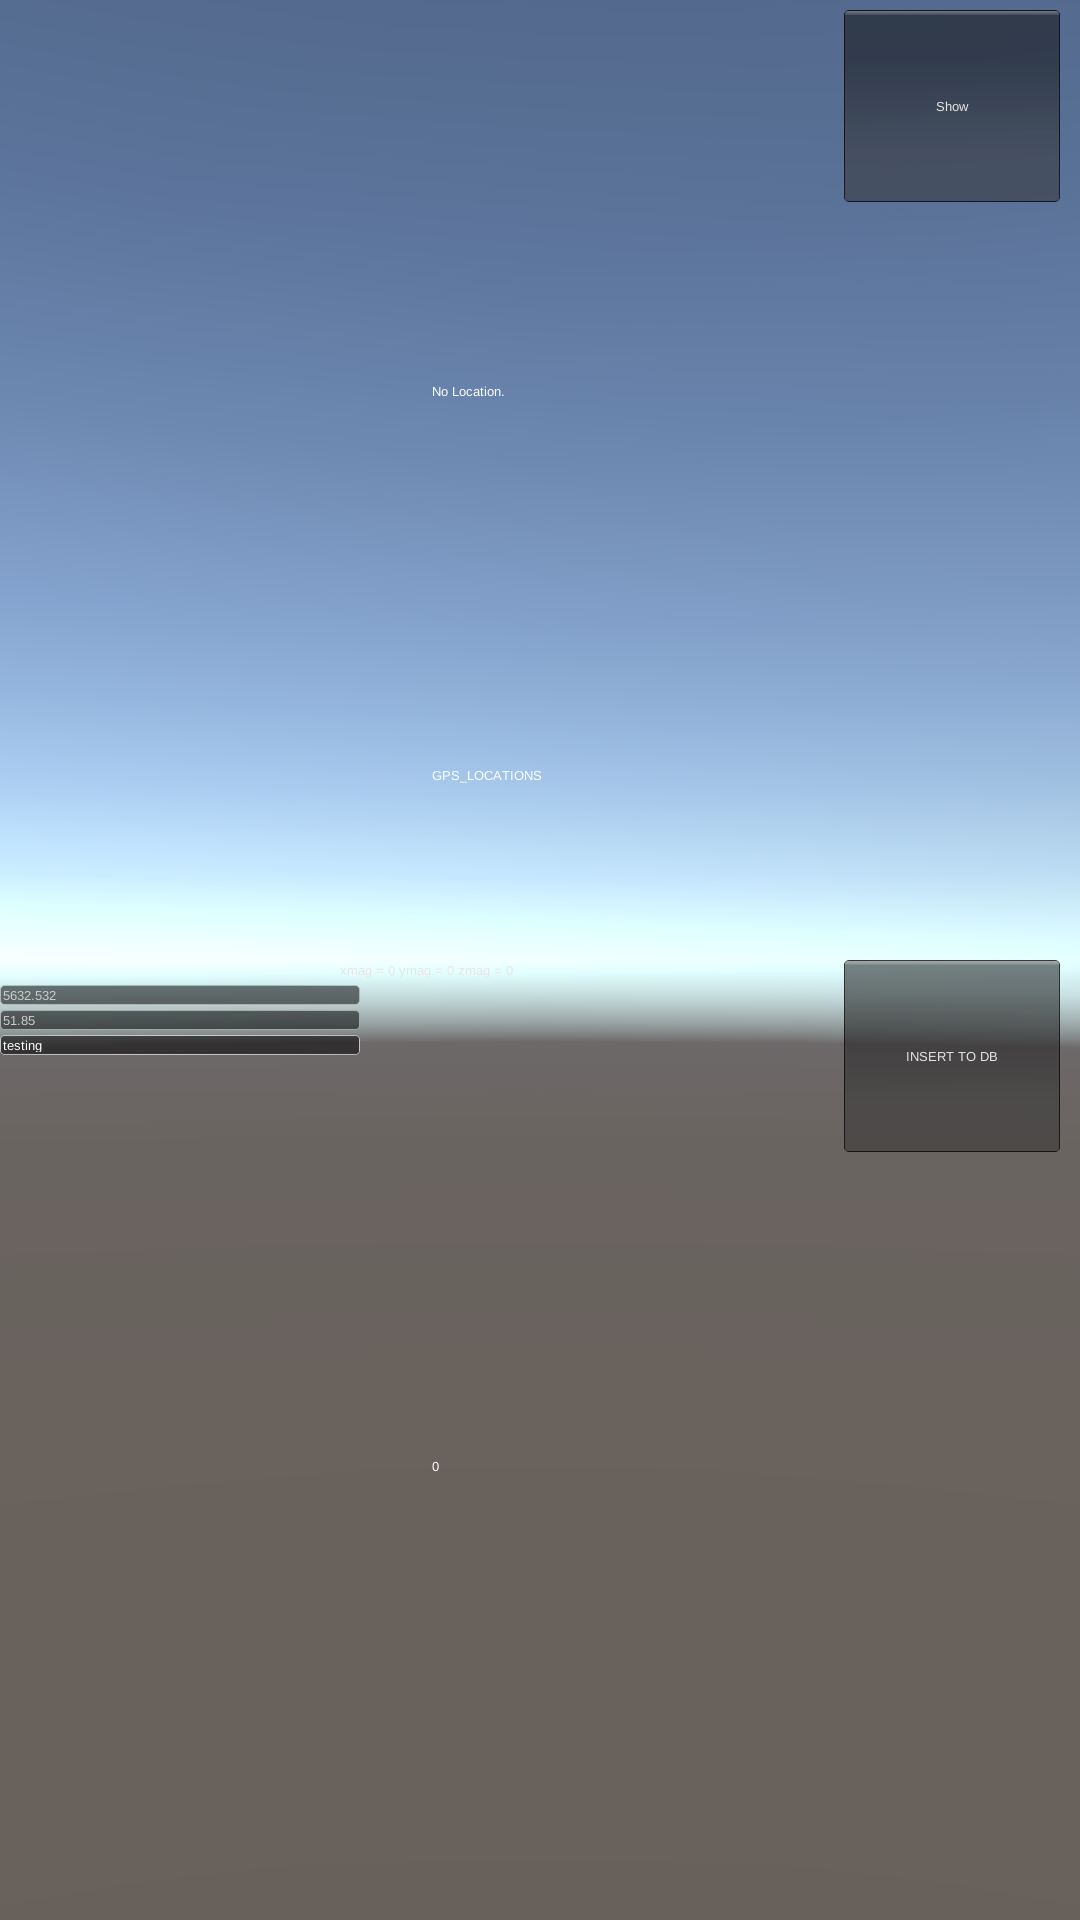 Show
No Location.
GPS_LOCATIONS
xmag = 0 ymag = 0 zmag = 0
5632.532
51.85
testing
INSERT TO DB
0